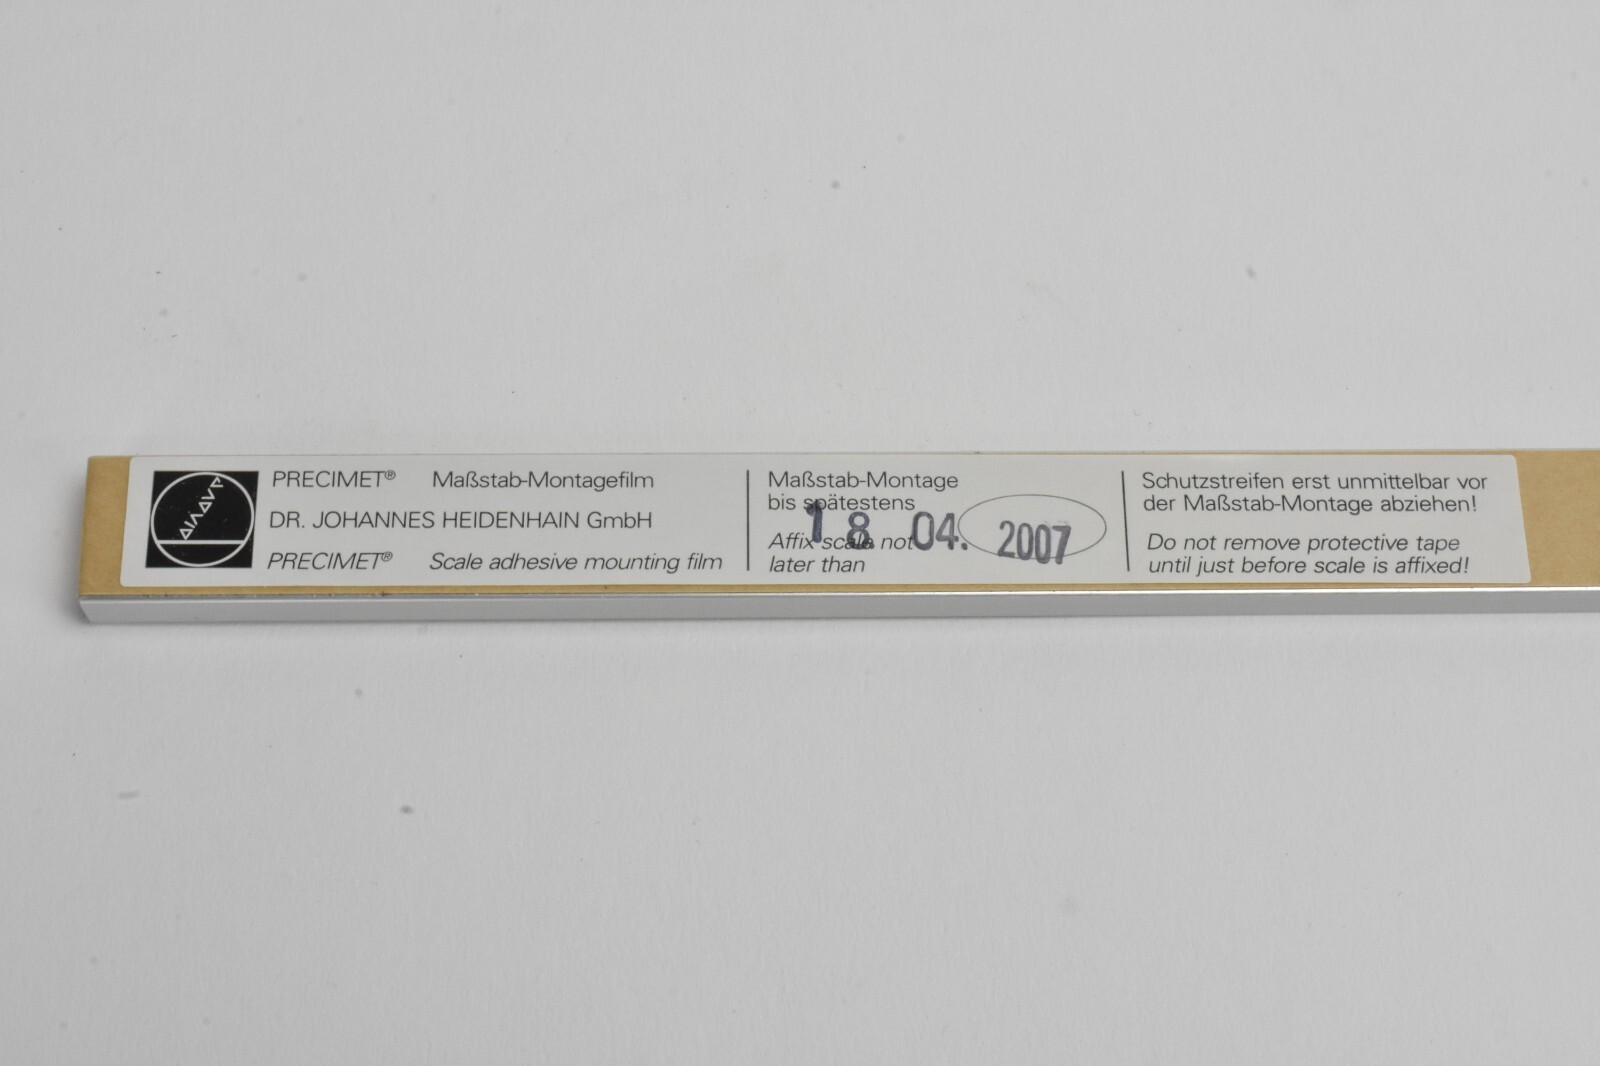 PRECIMET® Maßstab-Montagefilm
DR. JOHANNES HEIDENHAIN GmbH
PRECIMET® Scale adhesive mounting film
Maßstab-Montage
bis spätestens
Affix scale not
later than
18 04. 2007
Schutzstreifen erst unmittelbar vor
der Maßstab-Montage abziehen!
Do not remove protective tape
until just before scale is affixed!